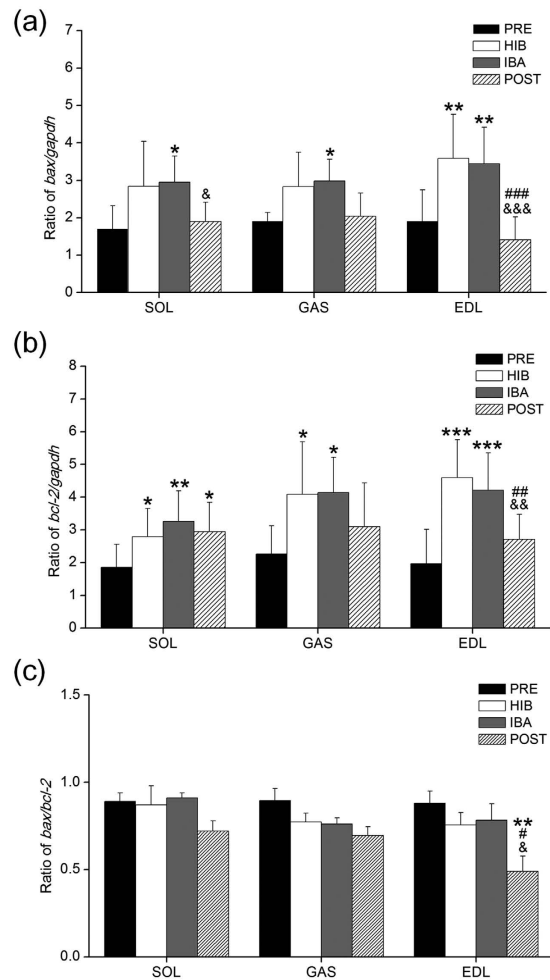 (a)
PRE
HIB
IBA
POST
Ratio of bax/gapdh
7
6
5
4
3
2
1
0
*
&
*
**
**
###
&&&
SOL GAS EDL
(b)
PRE
HIB
IBA
POST
Ratio of bcl-2/gapdh
8
7
6
5
4
3
2
1
0
*
**
*
*
*
***
***
##
&&
SOL GAS EDL
(c)
PRE
HIB
IBA
POST
Ratio of bax/bcl-2
1.5
1.0
0.5
0.0
**
#
&
SOL GAS EDL